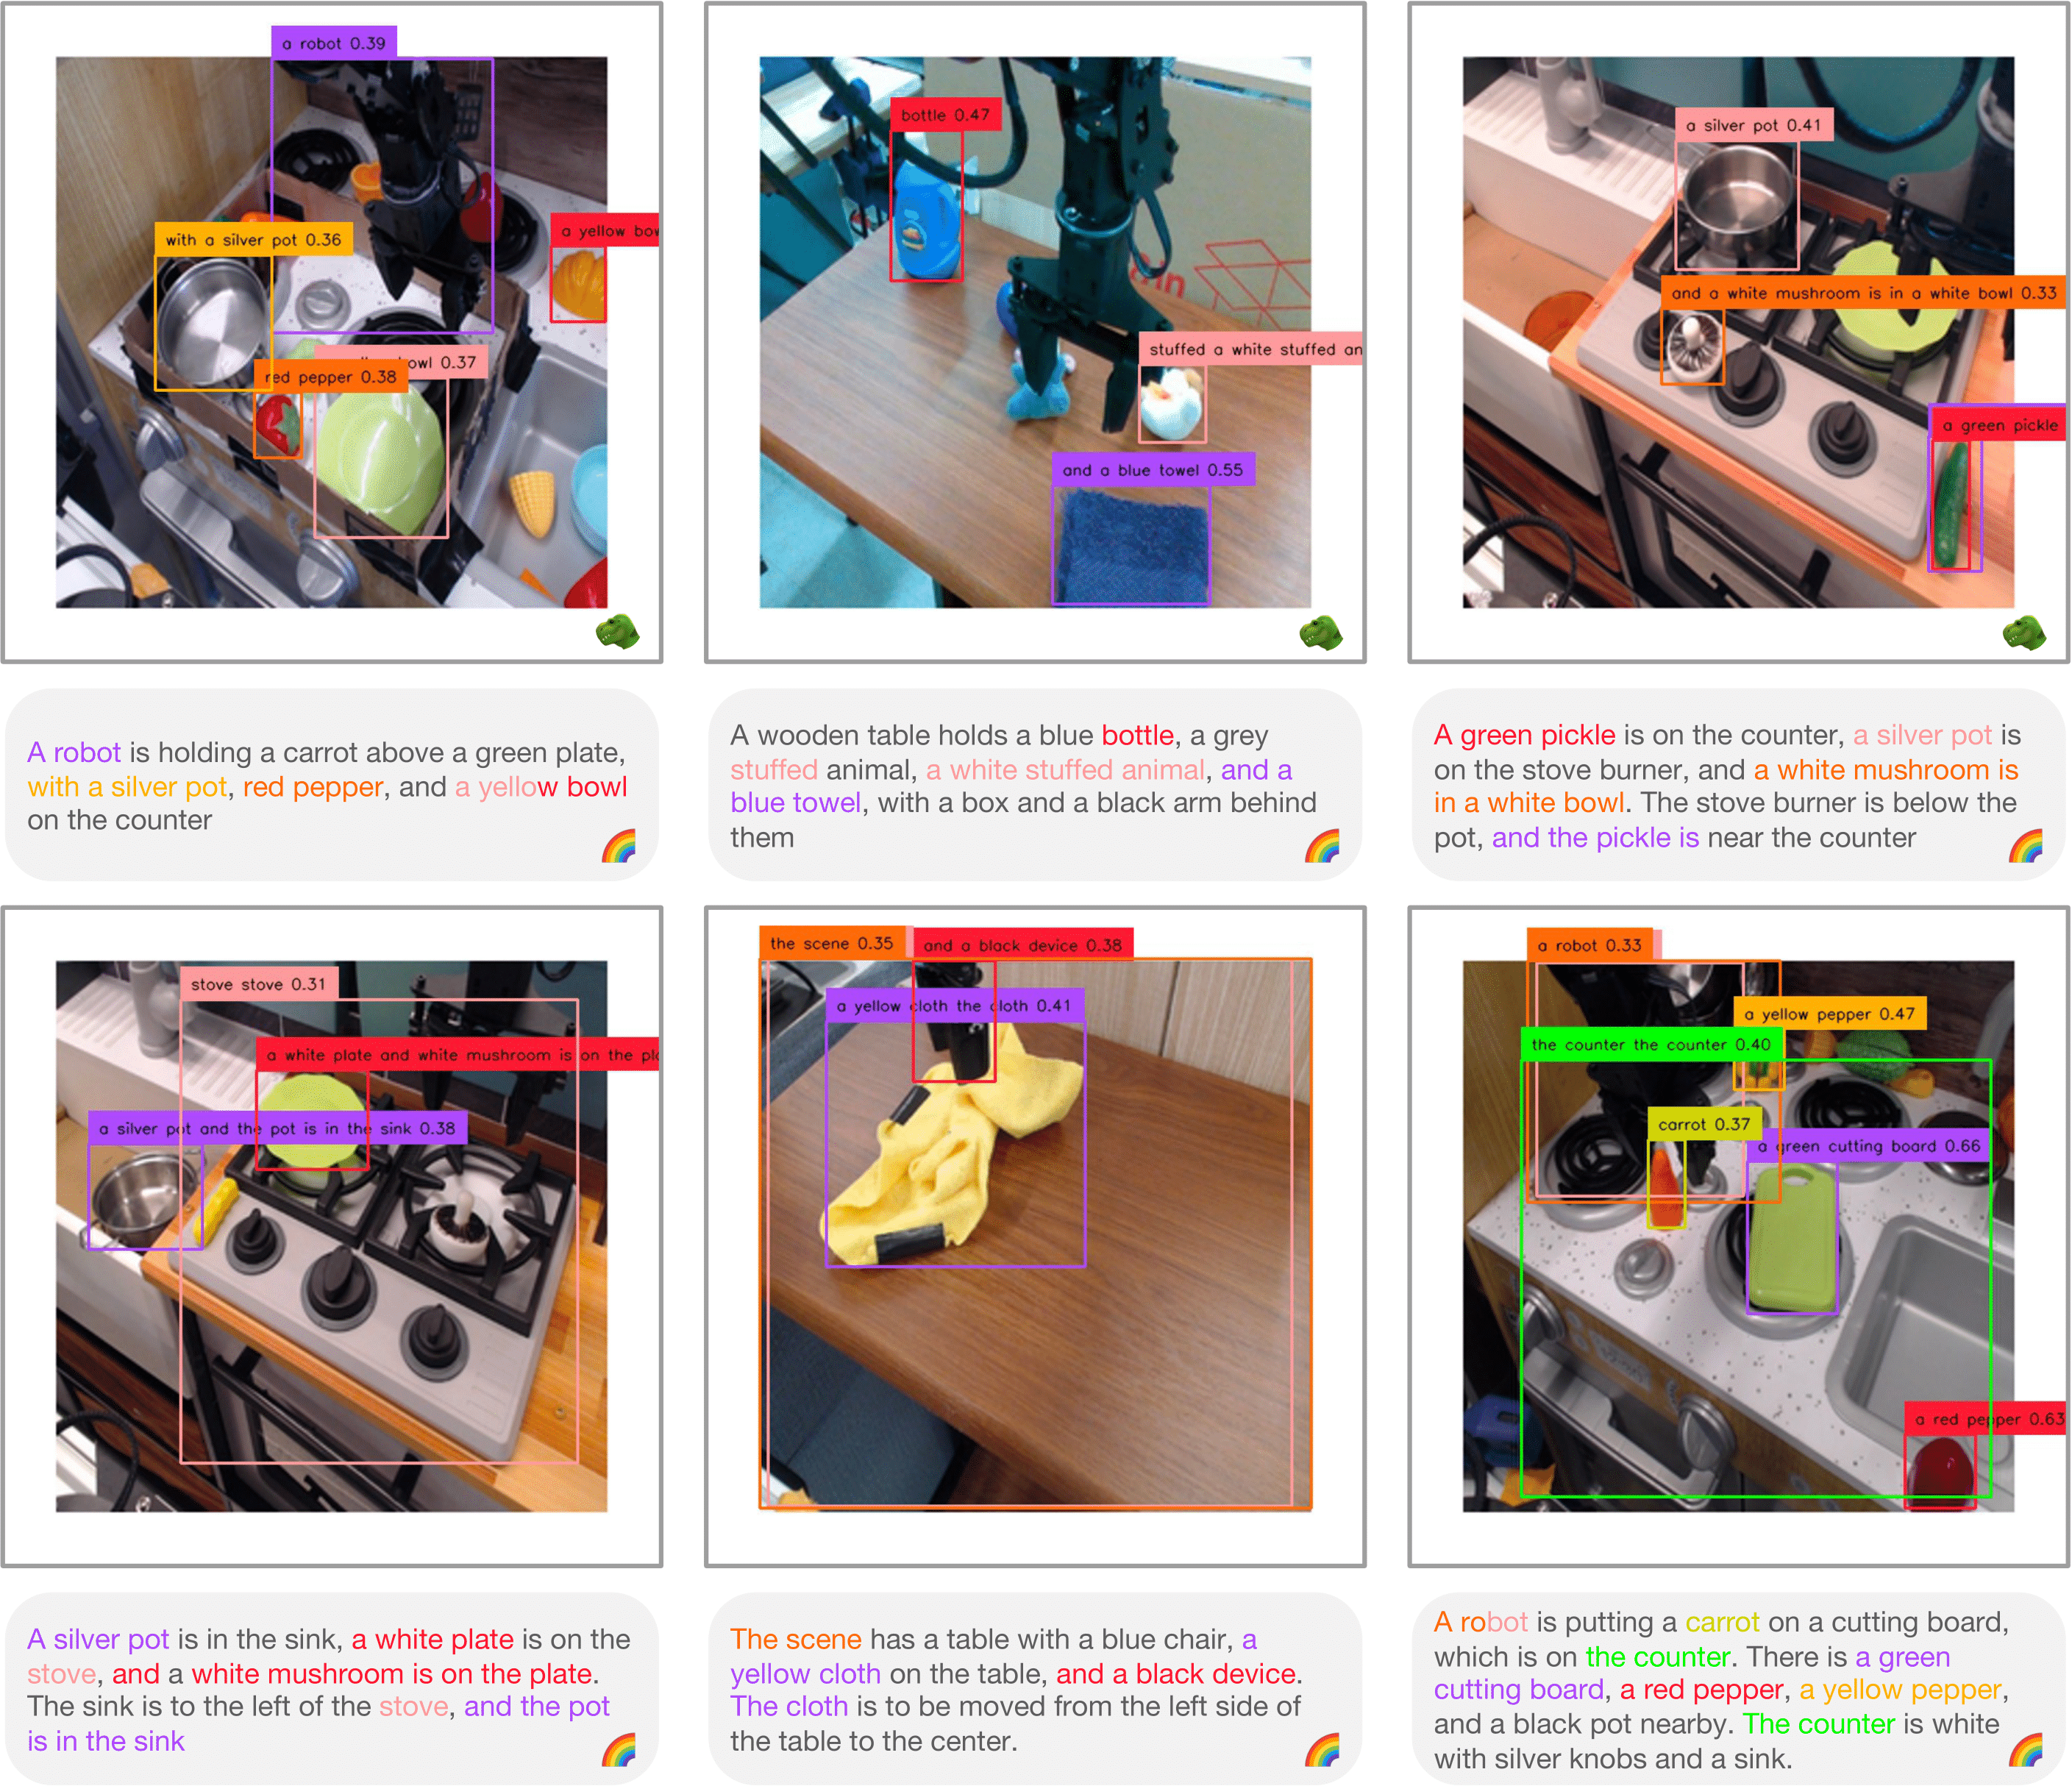 a robot 0.39
with a silver pot 0.36
a yellow bow
owl 0.37
red pepper 0.38
bottle 0.47
stuffed a white stuffed an
and a blue towel 0.55
a silver pot 0.41
and a white mushroom is in a white bowl 0.33
a green pickle
A robot is holding a carrot above a green plate,
with a silver pot, red pepper, and a yellow bowl
on the counter
A wooden table holds a blue bottle, a grey
stuffed animal, a white stuffed animal, and a
blue towel, with a box and a black arm behind
them
A green pickle is on the counter, a silver pot is
on the stove burner, and a white mushroom is
in a white bowl. The stove burner is below the
pot, and the pickle is near the counter
stove stove 0.31
a white plate and white mushroom is on the pla
a silver pot and the pot is in the sink 0.38
the scene 0.35
and a black device 0.38
a yellow cloth the cloth 0.41
a robot 0.33
a yellow pepper 0.47
the counter the counter 0.40
carrot 0.37
a green cutting board 0.66
a red pepper 0.63
A silver pot is in the sink, a white plate is on the
stove, and a white mushroom is on the plate.
The sink is to the left of the stove, and the pot
is in the sink
The scene has a table with a blue chair, a
yellow cloth on the table, and a black device.
The cloth is to be moved from the left side of
the table to the center.
A robot is putting a carrot on a cutting board,
which is on the counter. There is a green
cutting board, a red pepper, a yellow pepper,
and a black pot nearby. The counter is white
with silver knobs and a sink.